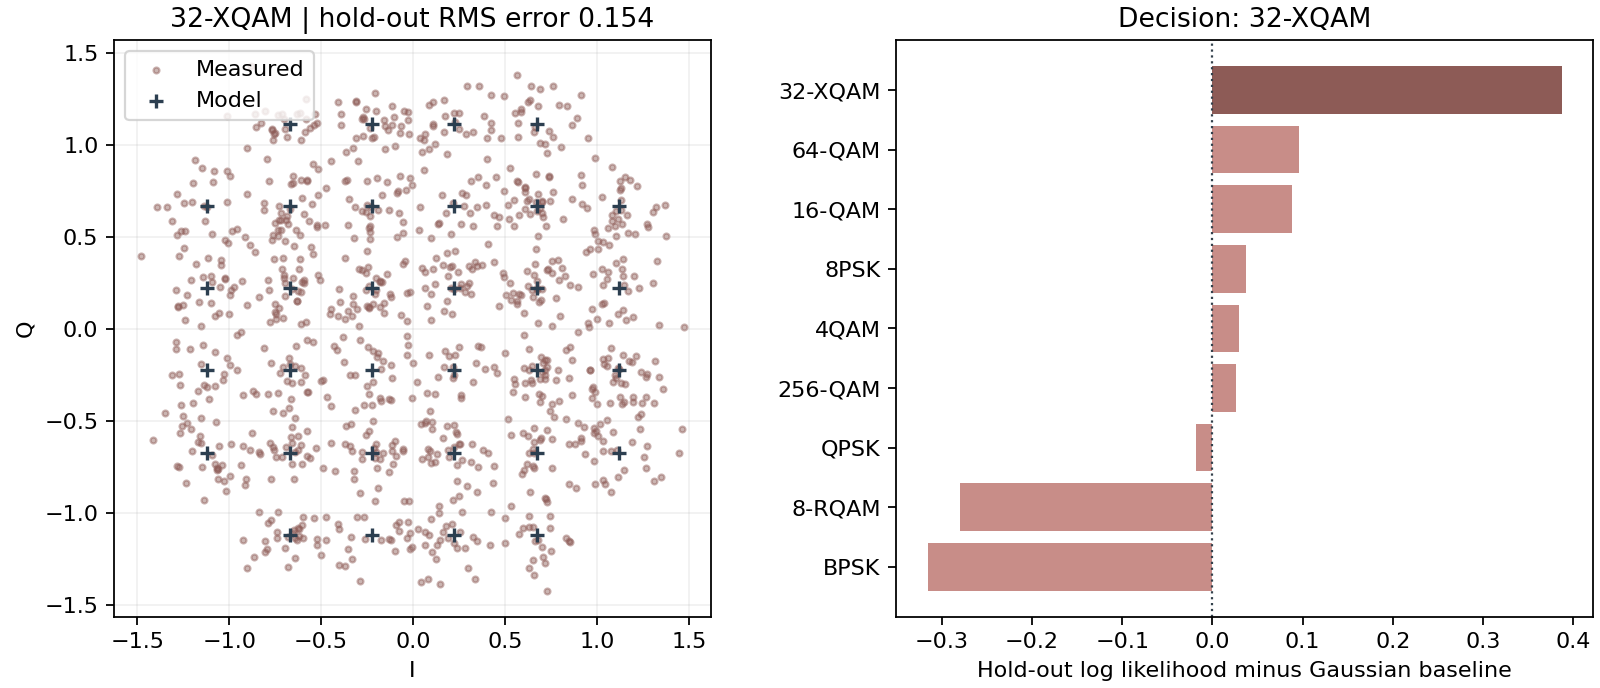 32-XQAM | hold-out RMS error 0.154
Measured
Model
1.5
1.0
0.5
0.0
−0.5
−1.0
−1.5
Q
−1.5
−1.0
−0.5
0.0
0.5
1.0
1.5
I
Decision: 32-XQAM
32-XQAM
64-QAM
16-QAM
8PSK
4QAM
256-QAM
QPSK
8-RQAM
BPSK
−0.3
−0.2
−0.1
0.0
0.1
0.2
0.3
0.4
Hold-out log likelihood minus Gaussian baseline